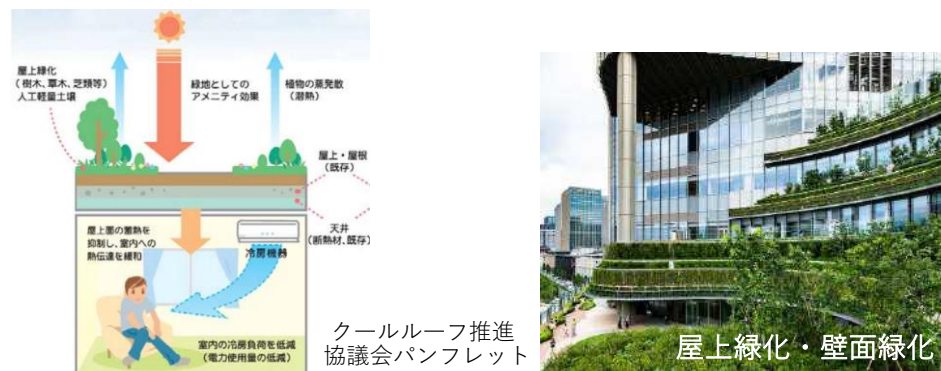 屋上緑化
（樹木、草木、芝類等）
人工軽量土壌
緑地としての
アメニティ効果
植物の蒸発散
（潜熱）
屋上・屋根
（既存）
天井
（断熱材、既存）
屋上面の蓄熱を
抑制し、室内への
熱伝達を緩和
冷房機器
室内の冷房負荷を低減
（電力使用量の低減）
クールルーフ推進
協議会パンフレット
屋上緑化・壁面緑化